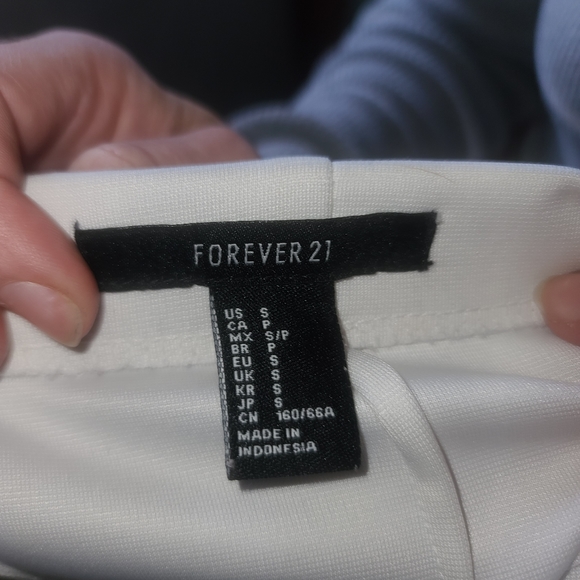 FOREVER 21
US S
CA P
MX S/P
BR P
EU S
UK S
KR S
JP S
CN 160/66A
MADE IN
INDONESIA